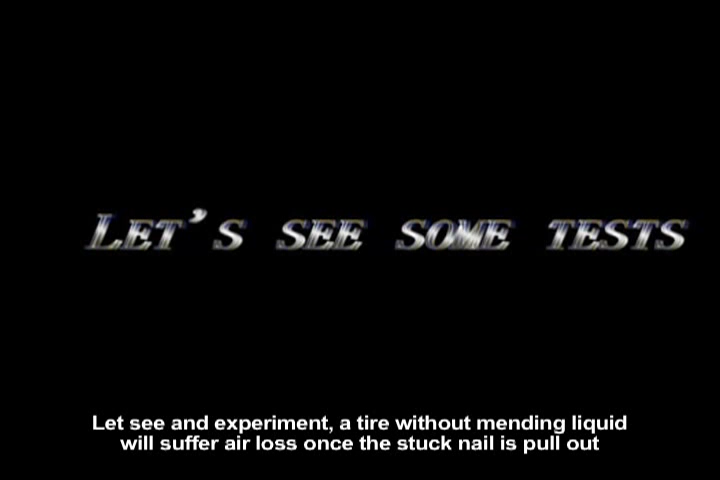 LET'S SEE SOME TESTS
Let see and experiment, a tire without mending liquid
will suffer air loss once the stuck nail is pull out